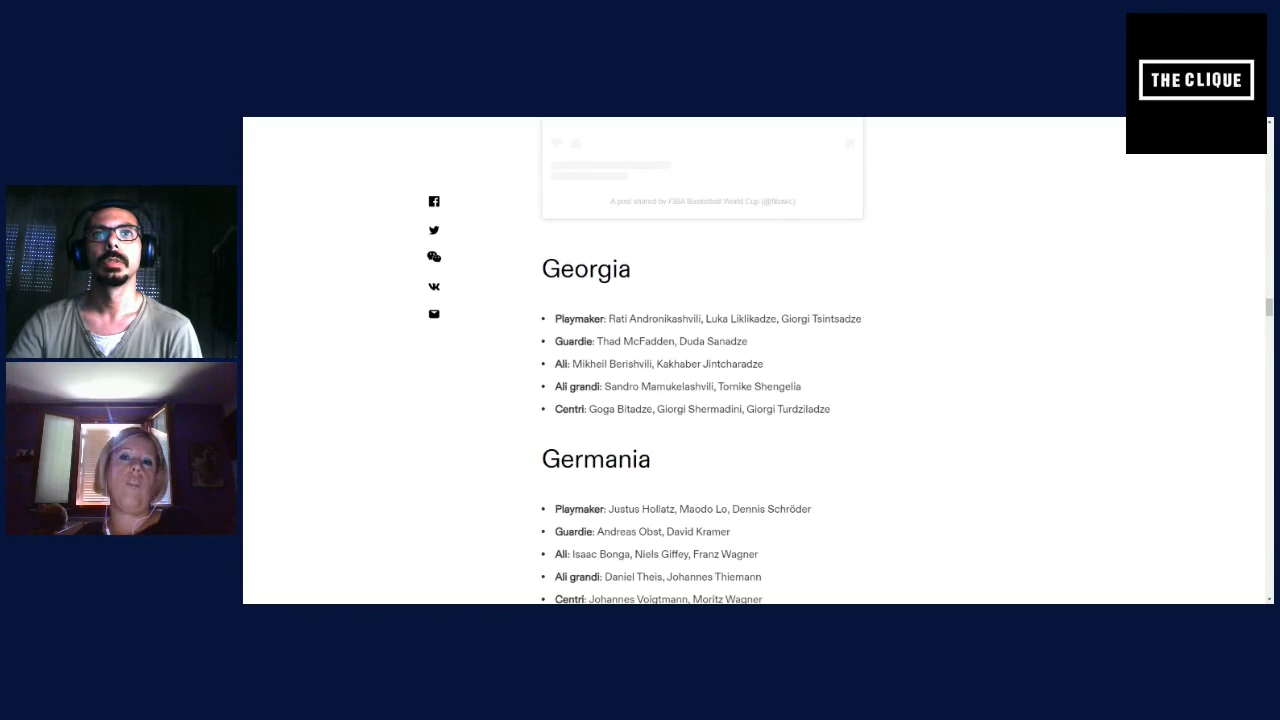 THE CLIQUE
A post shared by FIBA Basketball World Cup (@fibawc)
Georgia
• Playmaker: Rati Andronikashvili, Luka Liklikadze, Giorgi Tsintsadze
• Guardie: Thad McFadden, Duda Sanadze
• Ali: Mikheil Berishvili, Kakhaber Jintcharadze
• Ali grandi: Sandro Mamukelashvili, Tornike Shengelia
• Centri: Goga Bitadze, Giorgi Shermadini, Giorgi Turdziladze
Germania
• Playmaker: Justus Hollatz, Maodo Lo, Dennis Schröder
• Guardie: Andreas Obst, David Kramer
• Ali: Isaac Bonga, Niels Giffey, Franz Wagner
• Ali grandi: Daniel Theis, Johannes Thiemann
• Centri: Johannes Voigtmann, Moritz Wagner